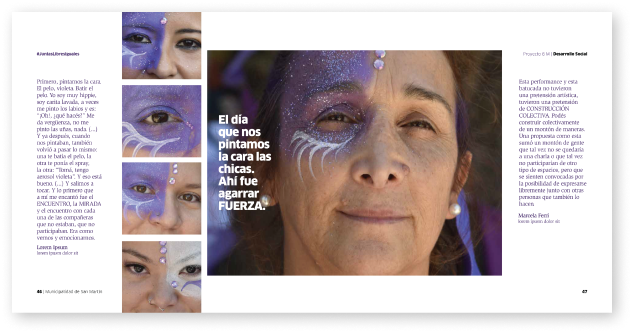 #JuntasLibresIguales
Primero, pintarnos la cara.
El pelo, violeta. Batir el
pelo. Yo soy muy hippie,
soy carita lavada, a veces
me pinto los labios y es:
"¡Oh!, ¿qué hacés!" Me
da vergüenza, no me
pinto las uñas, nada. (...)
Y ya después, cuando
nos pintaban, también
volvió a pasar lo mismo:
una te batía el pelo, la
otra te ponía el spray,
la otra: "Tomá, tengo
aerosol violeta". Y eso está
bueno. (...) Y salimos a
tocar. Y lo primero que
a mí me encantó fue el
ENCUENTRO, la MIRADA
y el encuentro con cada
una de las compañeras
que no estaban, que no
participaban. Era como
vernos y emocionarnos.
Lorem Ipsum
lorem ipsum dolor sit
46 | Municipalidad de San Martín
El día
que nos
pintamos
la cara las
chicas.
Ahí fue
agarrar
FUERZA.
Proyecto 6 M | Desarrollo Social
Esta performance y esta
batucada no tuvieron
una pretensión artística,
tuvieron una pretensión
de CONSTRUCCIÓN
COLECTIVA. Podés
construir colectivamente
de un montón de maneras.
Una propuesta como esta
sumó un montón de gente
que tal vez no se quedaría
a una charla o que tal vez
no participarían de otro
tipo de espacios, pero que
se sienten convocadas por
la posibilidad de expresarse
libremente junto con otras
personas que también lo
hacen.
Marcela Ferri
lorem ipsum dolor sit
47